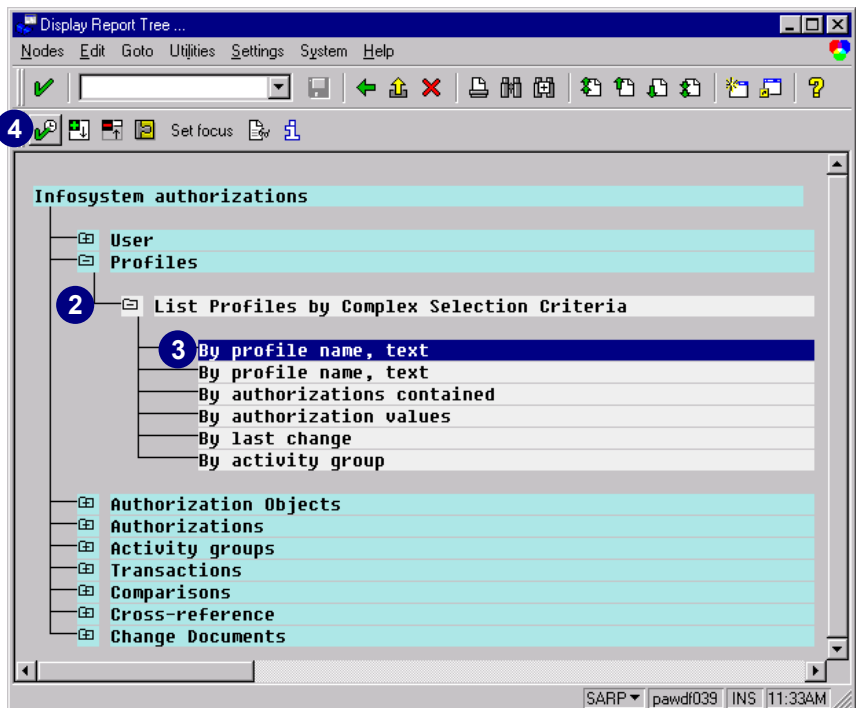 Display Report Tree ...
Nodes Edit Goto Utilities Settings System Help
4 Set focus
Infosystem authorizations
User
Profiles
2 List Profiles by Complex Selection Criteria
3 By profile name, text
By profile name, text
By authorizations contained
By authorization values
By last change
By activity group
Authorization Objects
Authorizations
Activity groups
Transactions
Comparisons
Cross-reference
Change Documents
SARP pawdf039 INS 11:33AM